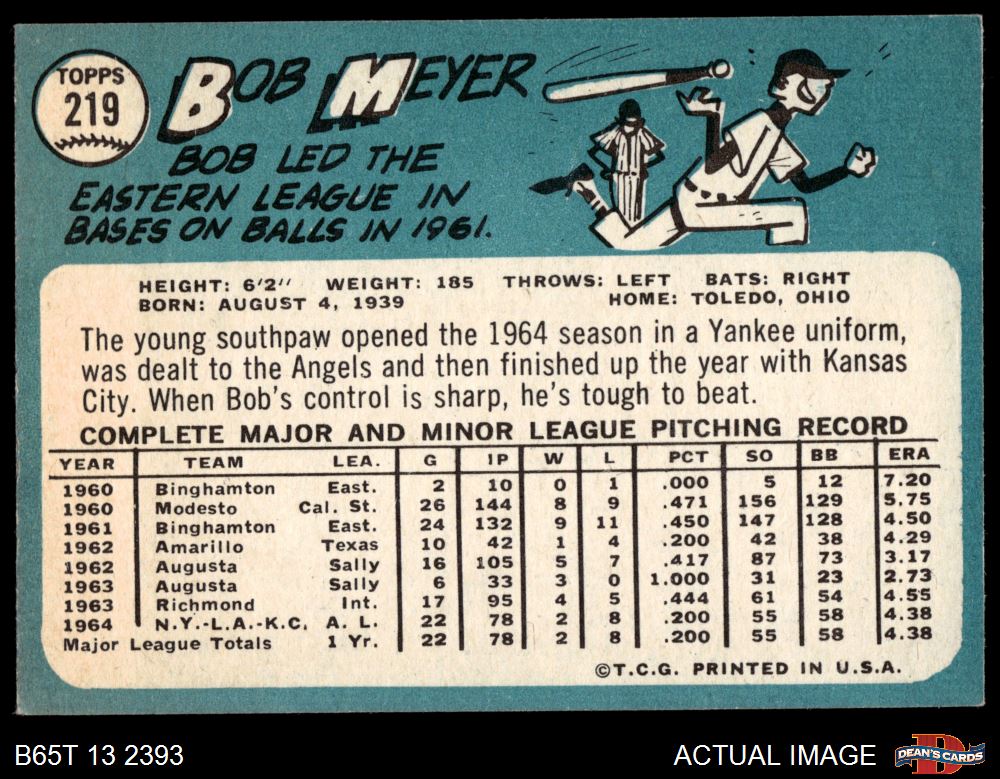 TOPPS
219
BOB MEYER
BOB LED THE
EASTERN LEAGUE IN
BASES ON BALLS IN 1961.
HEIGHT: 6'2" WEIGHT: 185 THROWS: LEFT BATS: RIGHT
BORN: AUGUST 4, 1939 HOME: TOLEDO, OHIO
The young southpaw opened the 1964 season in a Yankee uniform,
was dealt to the Angels and then finished up the year with Kansas
City. When Bob's control is sharp, he's tough to beat.
COMPLETE MAJOR AND MINOR LEAGUE PITCHING RECORD
YEAR TEAM LEA. G IP W L PCT SO BB ERA
1960 Binghamton East. 2 10 0 1 .000 5 12 7.20
1960 Modesto Cal. St. 26 144 8 9 .471 156 129 5.75
1961 Binghamton East. 24 132 9 11 .450 147 128 4.50
1962 Amarillo Texas 10 42 1 4 .200 42 38 4.29
1962 Augusta Sally 16 105 5 7 .417 87 73 3.17
1963 Augusta Sally 6 33 3 0 1.000 31 23 2.73
1963 Richmond Int. 17 95 4 5 .444 61 54 4.55
1964 N.Y.-L.A.-K.C. A. L. 22 78 2 8 .200 55 58 4.38
Major League Totals 1 Yr. 22 78 2 8 .200 55 58 4.38
©T.C.G. PRINTED IN U.S.A.
B65T 13 2393 ACTUAL IMAGE
DEAN'S CARDS